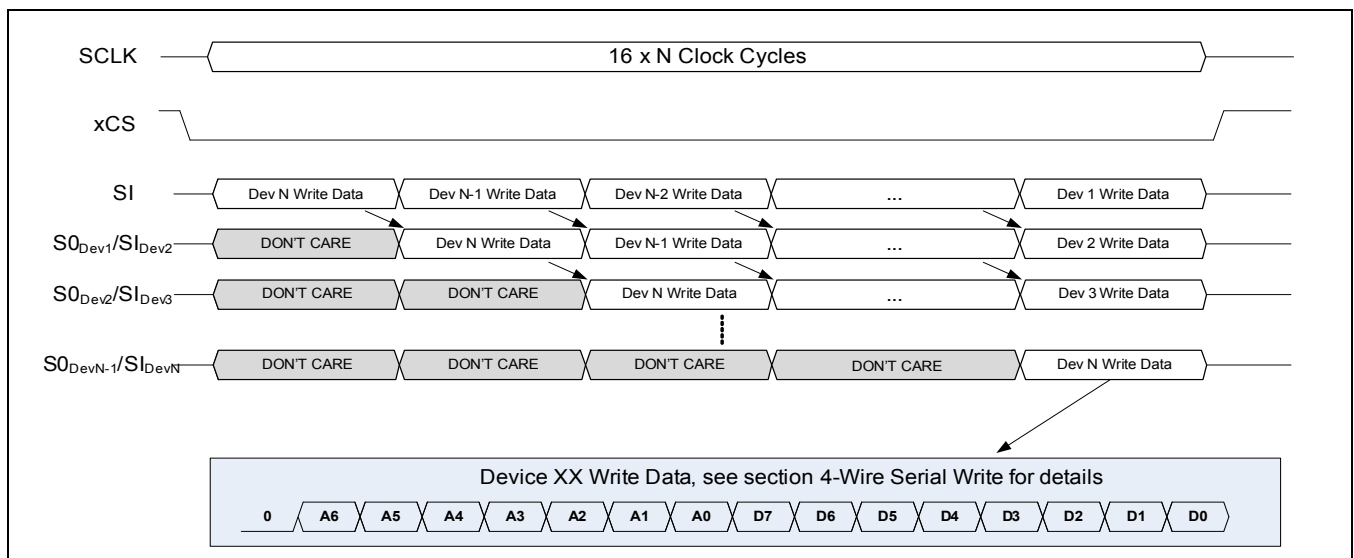 SCLK 16 x N Clock Cycles
xCS
SI Dev N Write Data Dev N-1 Write Data Dev N-2 Write Data ... Dev 1 Write Data
S0Dev1/SIDev2 DON'T CARE Dev N Write Data Dev N-1 Write Data ... Dev 2 Write Data
S0Dev2/SIDev3 DON'T CARE DON'T CARE Dev N Write Data ... Dev 3 Write Data
S0DevN-1/SIDevN DON'T CARE DON'T CARE DON'T CARE DON'T CARE Dev N Write Data
Device XX Write Data, see section 4-Wire Serial Write for details
0 A6 A5 A4 A3 A2 A1 A0 D7 D6 D5 D4 D3 D2 D1 D0